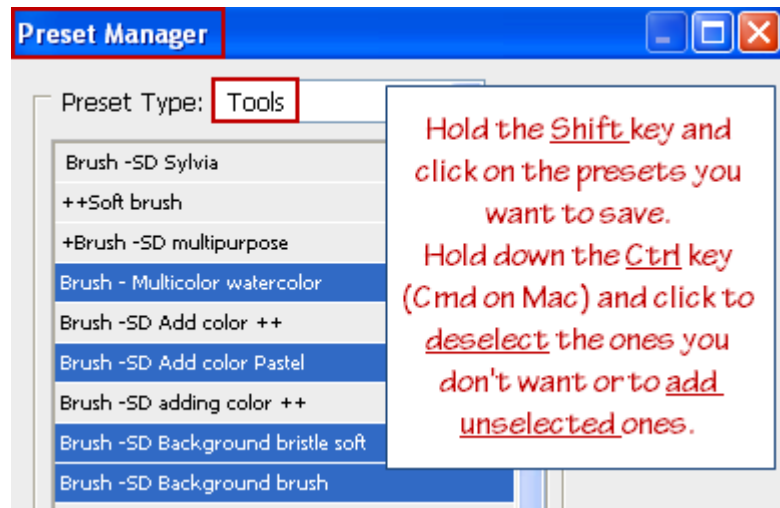 Preset Manager
Preset Type: Tools
Brush -SD Sylvia
++Soft brush
+Brush -SD multipurpose
Brush - Multicolor watercolor
Brush -SD Add color ++
Brush -SD Add color Pastel
Brush -SD adding color ++
Brush -SD Background bristle soft
Brush -SD Background brush
Hold the Shift key and
click on the presets you
want to save.
Hold down the Ctrl key
(Cmd on Mac) and click to
deselect the ones you
don't want or to add
unselected ones.